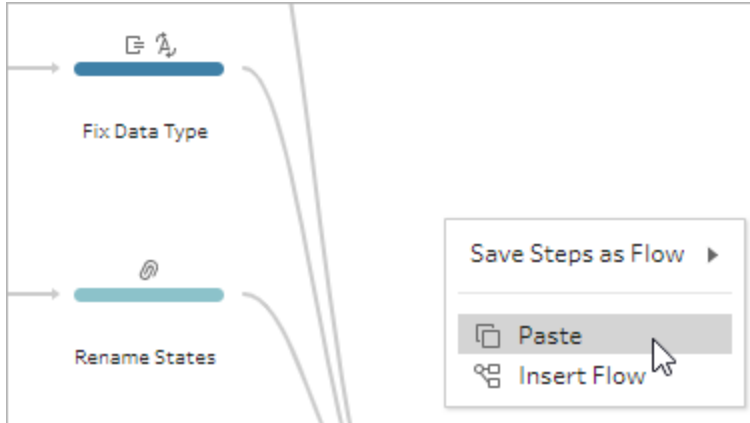 Fix Data Type
Save Steps as Flow
Paste
Rename States
Insert Flow